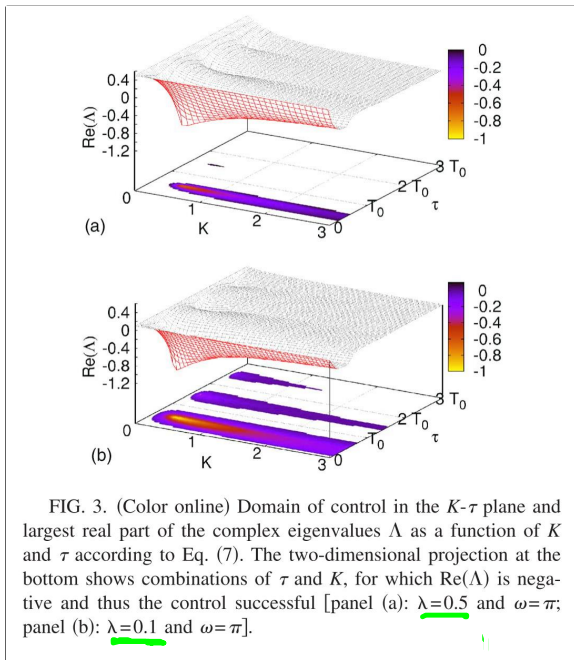 0.4
0
-0.4
-0.8
-1.2
Re(Λ)
0
-0.2
-0.4
-0.6
-0.8
-1
0
1
2
3
K
0
T₀
2 T₀
3 T₀
τ
(a)
0.4
0
-0.4
-0.8
-1.2
Re(Λ)
0
-0.2
-0.4
-0.6
-0.8
-1
0
1
2
3
K
0
T₀
2 T₀
3 T₀
τ
(b)
FIG. 3. (Color online) Domain of control in the K-τ plane and
largest real part of the complex eigenvalues Λ as a function of K
and τ according to Eq. (7). The two-dimensional projection at the
bottom shows combinations of τ and K, for which Re(Λ) is nega-
tive and thus the control successful [panel (a): λ=0.5 and ω=π;
panel (b): λ=0.1 and ω=π].